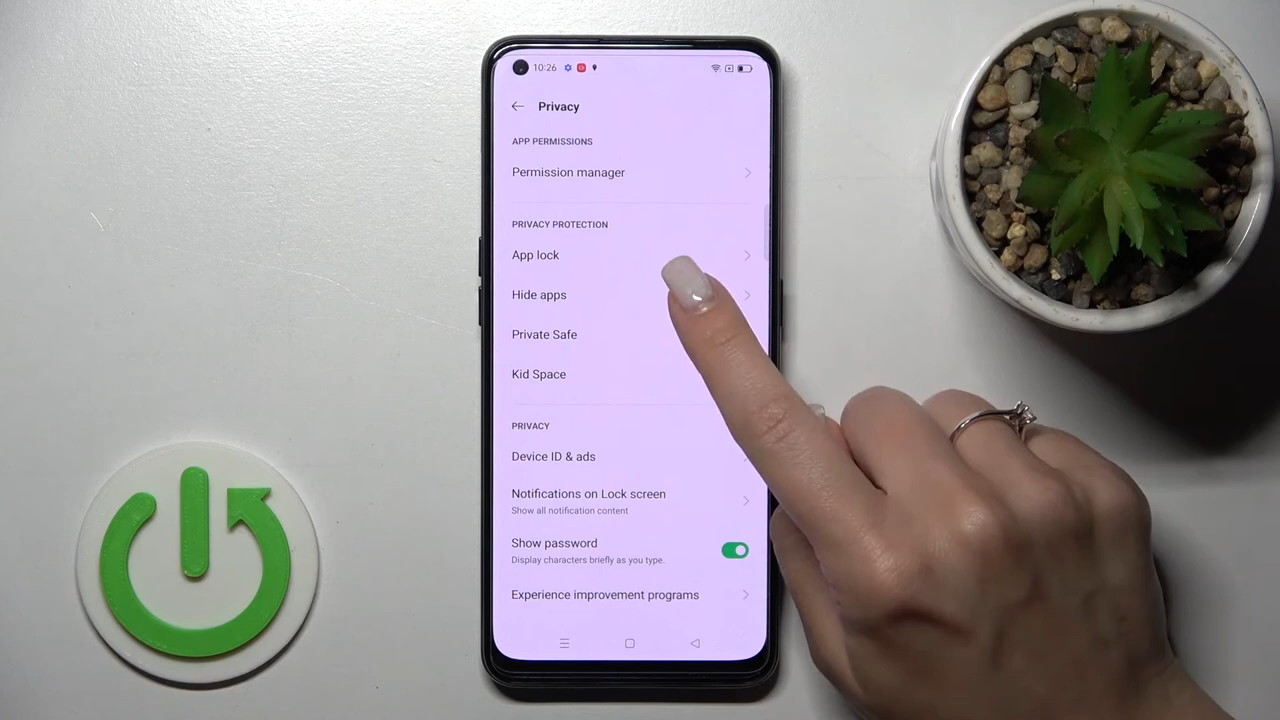 10:26
Privacy
APP PERMISSIONS
Permission manager
PRIVACY PROTECTION
App lock
Hide apps
Private Safe
Kid Space
PRIVACY
Device ID & ads
Notifications on Lock screen
Show all notification content
Show password
Display characters briefly as you type.
Experience improvement programs